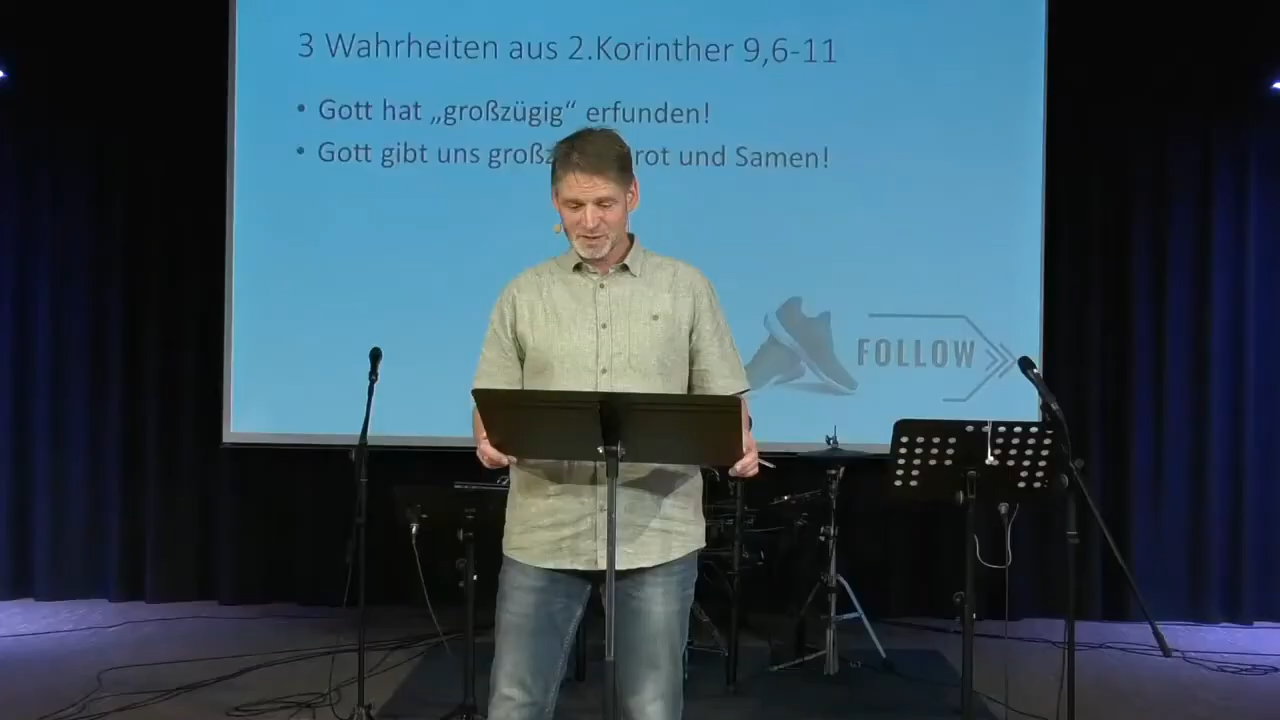 3 Wahrheiten aus 2.Korinther 9,6-11
• Gott hat „großzügig“ erfunden!
• Gott gibt uns und Samen!
FOLLOW